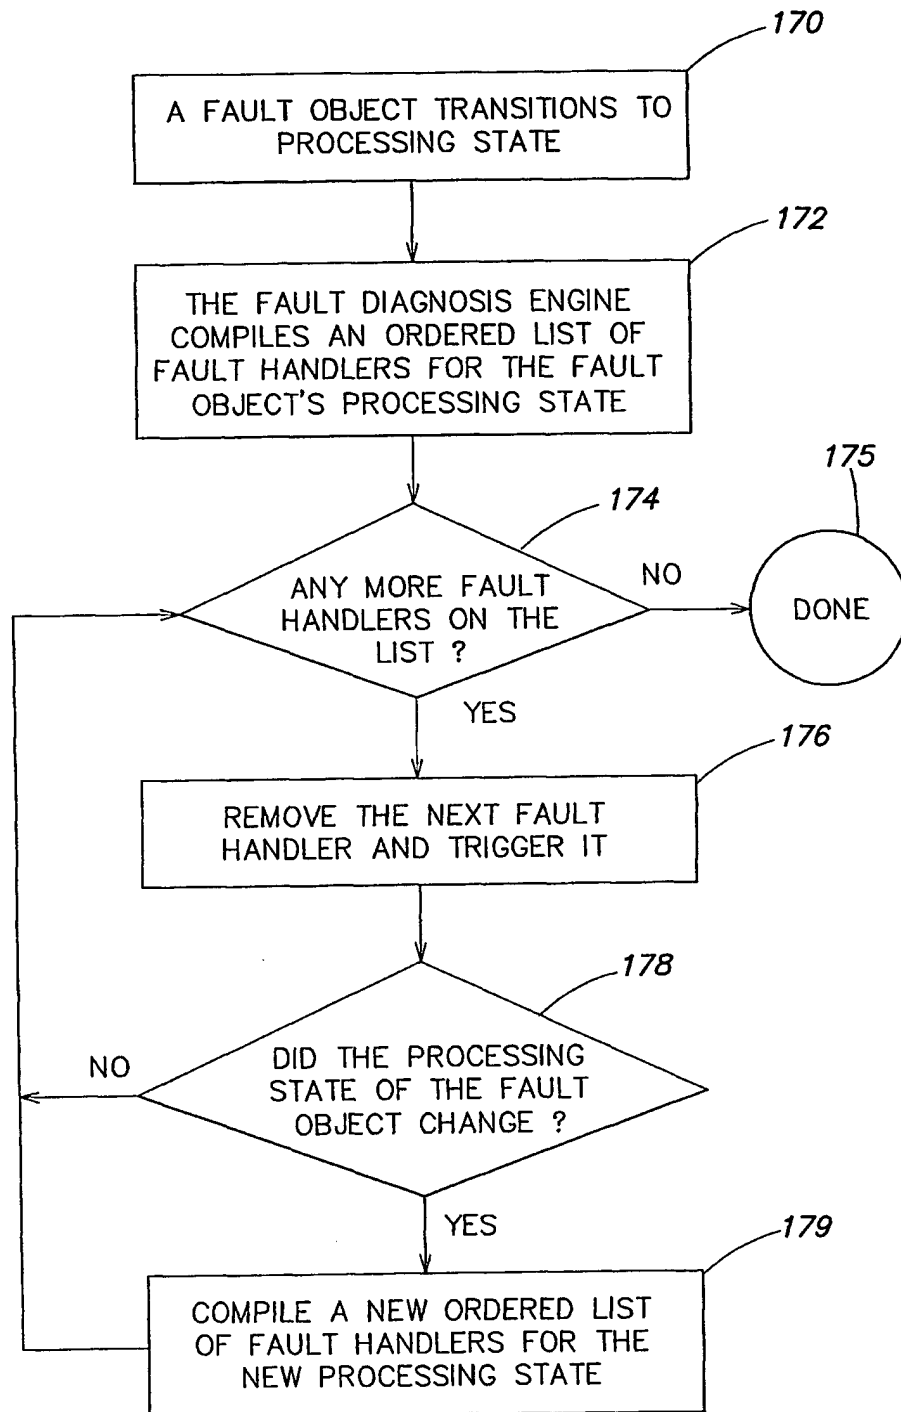 170
A FAULT OBJECT TRANSITIONS TO
PROCESSING STATE
172
THE FAULT DIAGNOSIS ENGINE
COMPILES AN ORDERED LIST OF
FAULT HANDLERS FOR THE FAULT
OBJECT'S PROCESSING STATE
175
174
ANY MORE FAULT
HANDLERS ON THE
LIST ?
NO
DONE
YES
176
REMOVE THE NEXT FAULT
HANDLER AND TRIGGER IT
178
DID THE PROCESSING
STATE OF THE FAULT
OBJECT CHANGE ?
NO
YES
179
COMPILE A NEW ORDERED LIST
OF FAULT HANDLERS FOR THE
NEW PROCESSING STATE